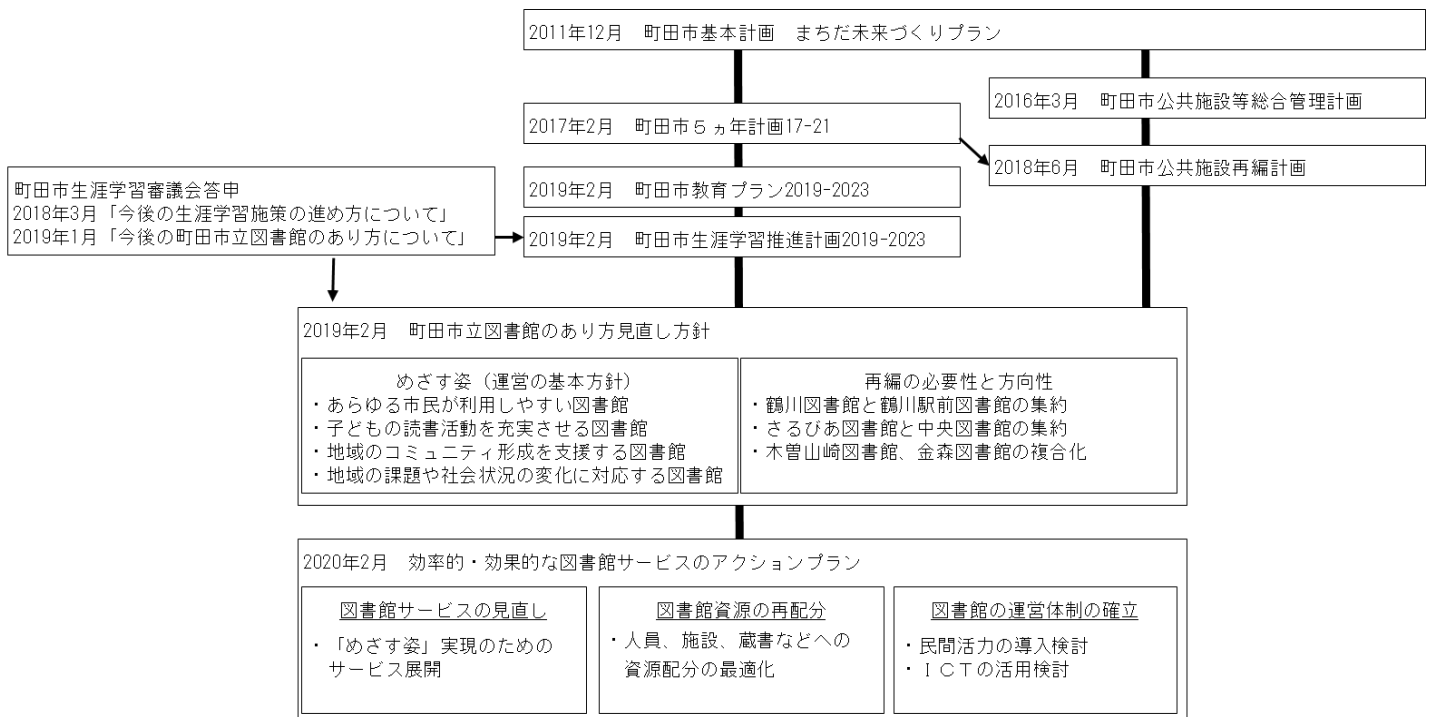 2011年12月　町田市基本計画　まちだ未来づくりプラン
2016年3月　町田市公共施設等総合管理計画
2017年2月　町田市５ヵ年計画17-21
2018年6月　町田市公共施設再編計画
町田市生涯学習審議会答申
2018年3月「今後の生涯学習施策の進め方について」
2019年1月「今後の町田市立図書館のあり方について」
2019年2月　町田市教育プラン2019-2023
2019年2月　町田市生涯学習推進計画2019-2023
2019年2月　町田市立図書館のあり方見直し方針
めざす姿（運営の基本方針）
・あらゆる市民が利用しやすい図書館
・子どもの読書活動を充実させる図書館
・地域のコミュニティ形成を支援する図書館
・地域の課題や社会状況の変化に対応する図書館
再編の必要性と方向性
・鶴川図書館と鶴川駅前図書館の集約
・さるびあ図書館と中央図書館の集約
・木曽山崎図書館、金森図書館の複合化
2020年2月　効率的・効果的な図書館サービスのアクションプラン
図書館サービスの見直し
・「めざす姿」実現のための
サービス展開
図書館資源の再配分
・人員、施設、蔵書などへの
資源配分の最適化
図書館の運営体制の確立
・民間活力の導入検討
・ＩＣＴの活用検討